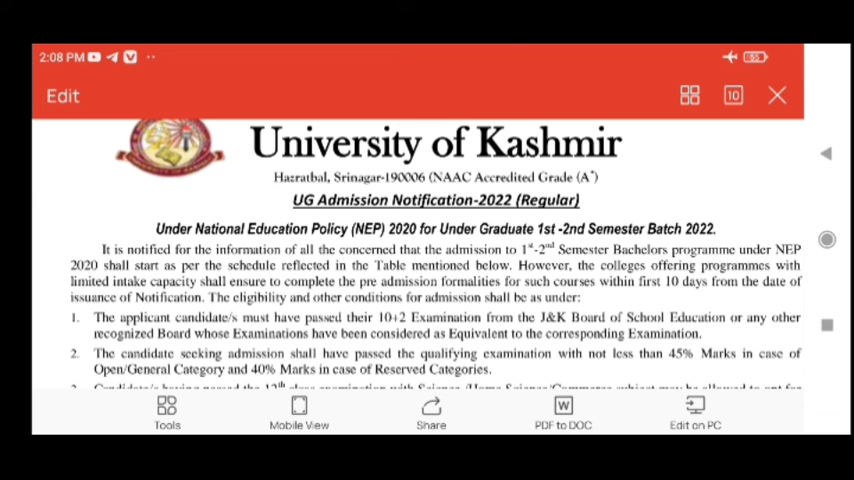 2:08 PM
Edit
10
University of Kashmir
Hazratbal, Srinagar-190006 (NAAC Accredited Grade (A+)
UG Admission Notification-2022 (Regular)
Under National Education Policy (NEP) 2020 for Under Graduate 1st -2nd Semester Batch 2022.
It is notified for the information of all the concerned that the admission to 1st-2nd Semester Bachelors programme under NEP
2020 shall start as per the schedule reflected in the Table mentioned below. However, the colleges offering programmes with
limited intake capacity shall ensure to complete the pre admission formalities for such courses within first 10 days from the date of
issuance of Notification. The eligibility and other conditions for admission shall be as under:
1. The applicant candidate/s must have passed their 10+2 Examination from the J&K Board of School Education or any other
recognized Board whose Examinations have been considered as Equivalent to the corresponding Examination.
2. The candidate seeking admission shall have passed the qualifying examination with not less than 45% Marks in case of
Open/General Category and 40% Marks in case of Reserved Categories.
Tools
Mobile View
Share
W
PDF to DOC
Edit on PC